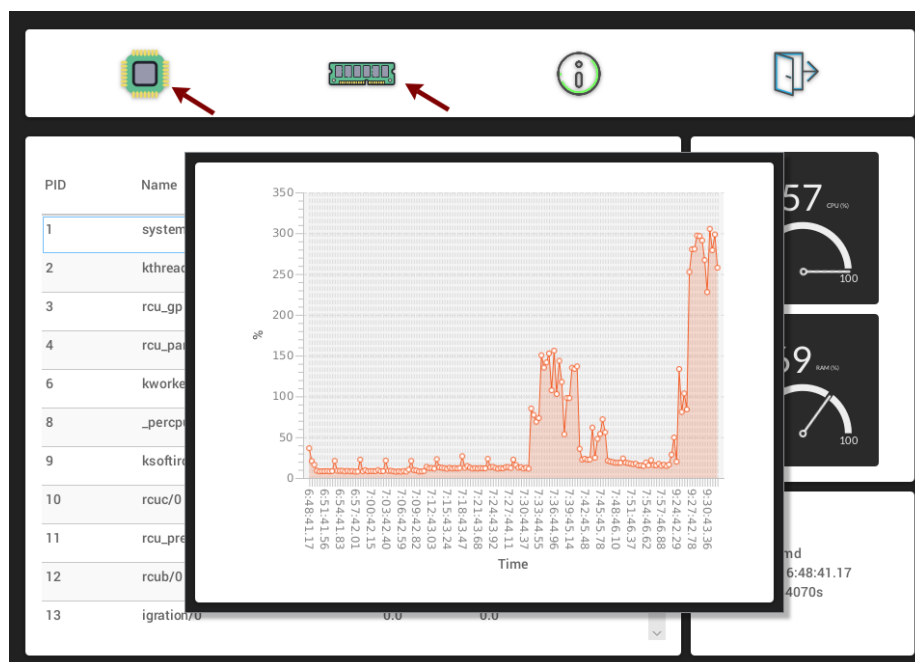 PID Name
1 system
2 kthread
3 rcu_gp
4 rcu_pa
6 kworke
8 _percp
9 ksoftir
10 rcuc/0
11 rcu_pre
12 rcub/0
13 igration/0 0.0 0.0
350
300
250
200
150
100
50
0
%
6:48:41.17
6:51:41.56
6:54:41.83
6:57:42.01
7:00:42.15
7:03:42.40
7:06:42.59
7:09:42.82
7:12:43.03
7:15:43.24
7:18:43.47
7:21:43.68
7:24:43.92
7:27:44.11
7:30:44.37
7:33:44.55
7:36:44.96
7:39:45.14
7:42:45.48
7:45:45.78
7:48:46.10
7:51:46.37
7:54:46.62
7:57:46.88
9:24:42.29
9:27:42.78
9:30:43.36
Time
57 CPU (%)
100
69 RAM (%)
100
md
6:48:41.17
4070s